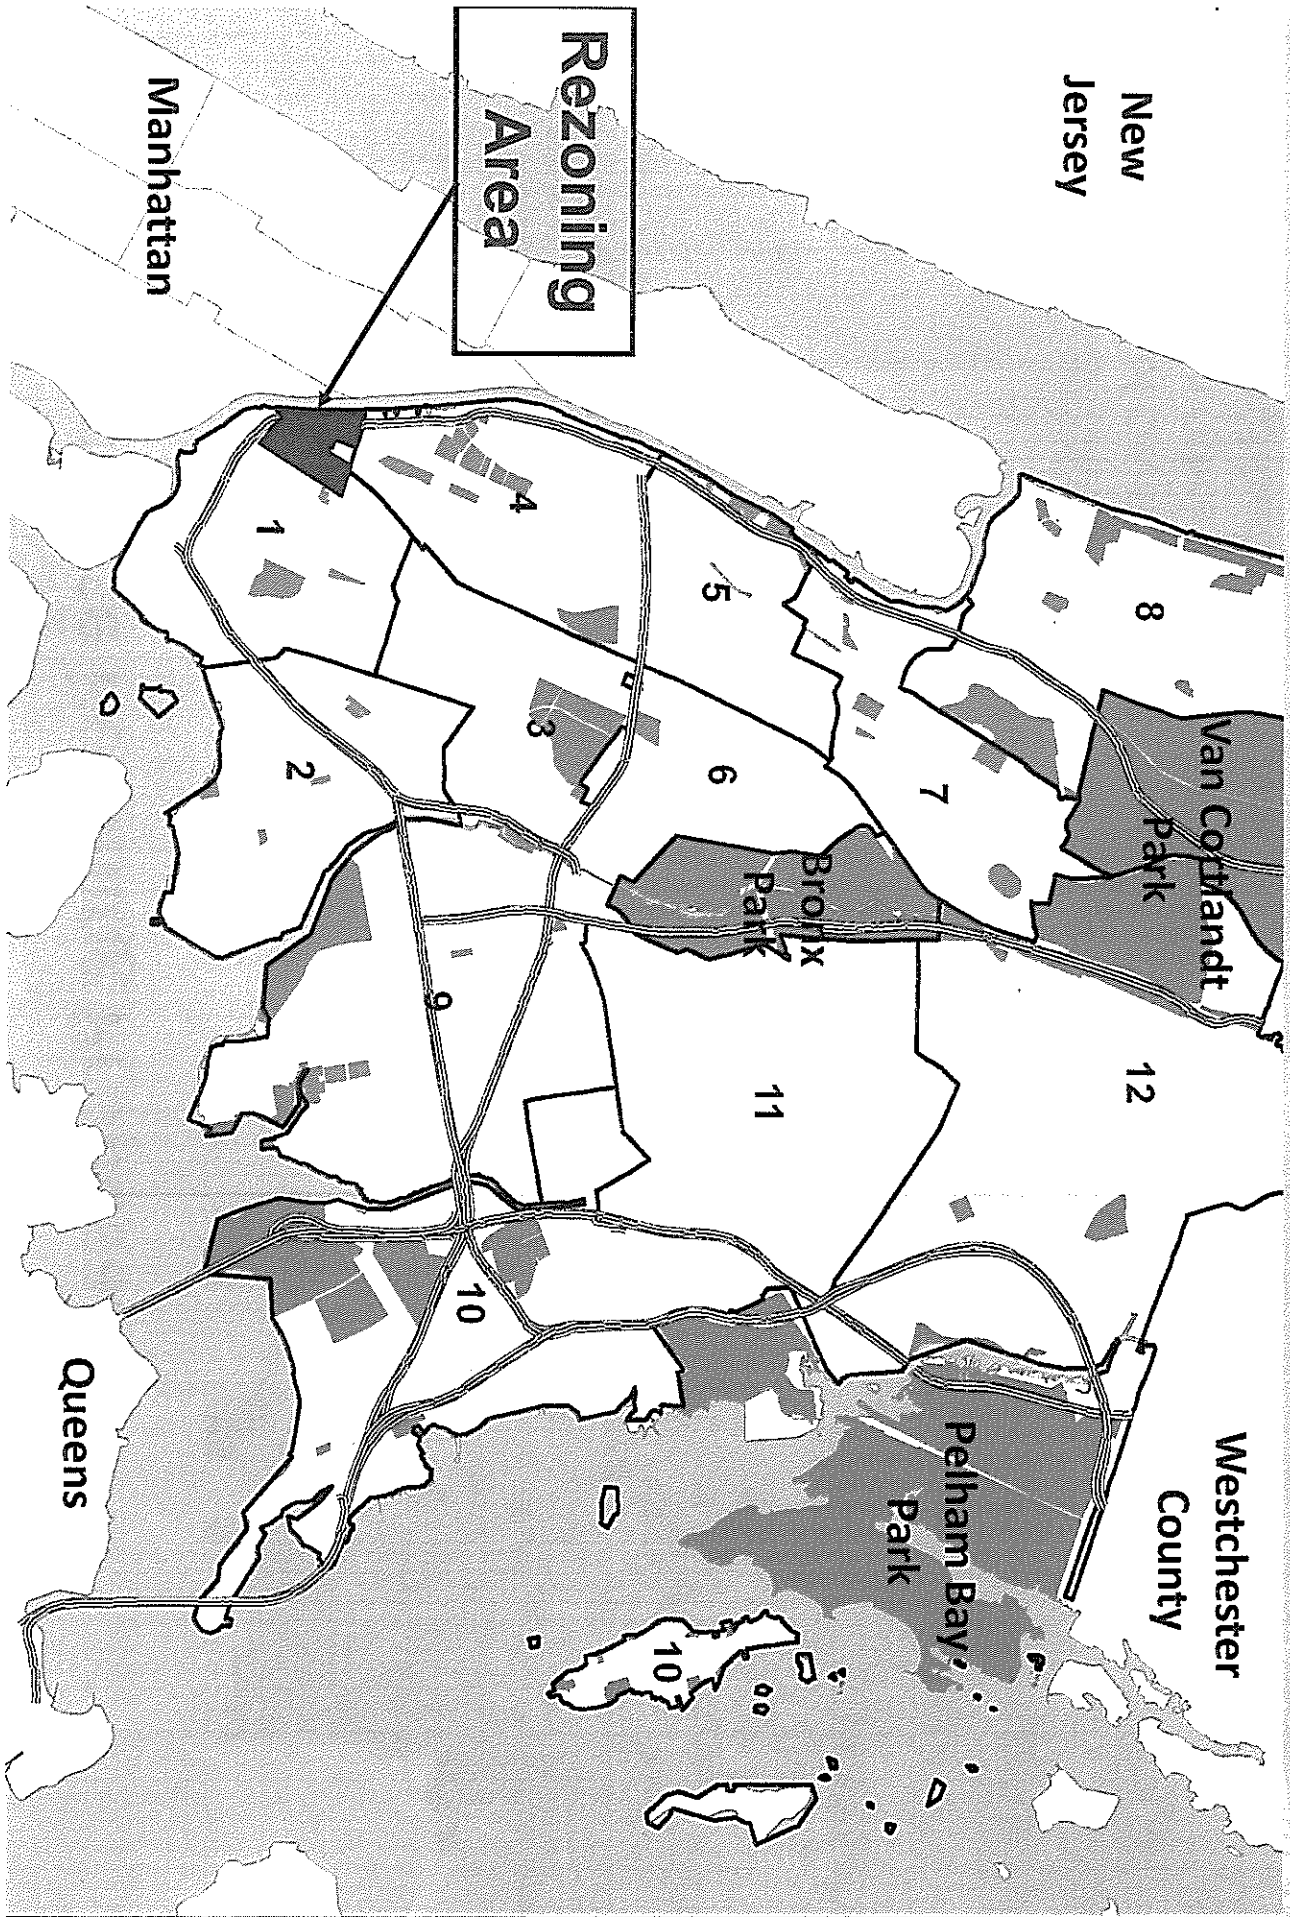 New
Jersey
Westchester
County
Van Cortlandt
Park
8
12
Pelham Bay
Park
7
Bronx
Park
11
5
6
Rezoning
Area
4
3
10
10
9
1
2
Manhattan
Queens